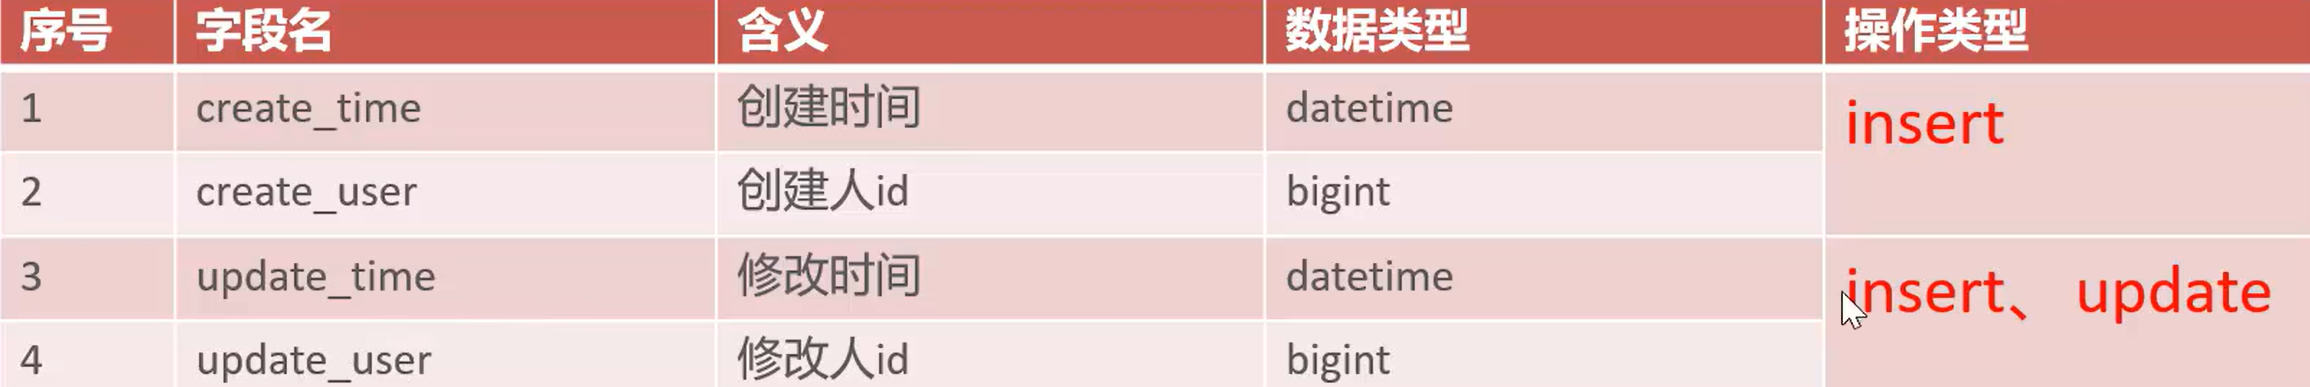 序号 字段名 含义 数据类型 操作类型
1 create_time 创建时间 datetime insert
2 create_user 创建人id bigint
3 update_time 修改时间 datetime insert、 update
4 update_user 修改人id bigint